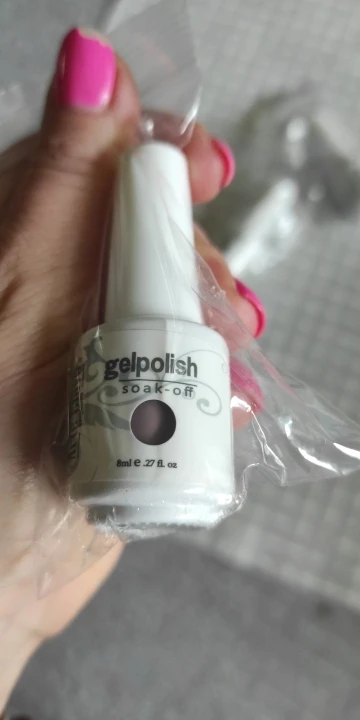 gelpolish
soak-off
8ml e .27 fl. oz